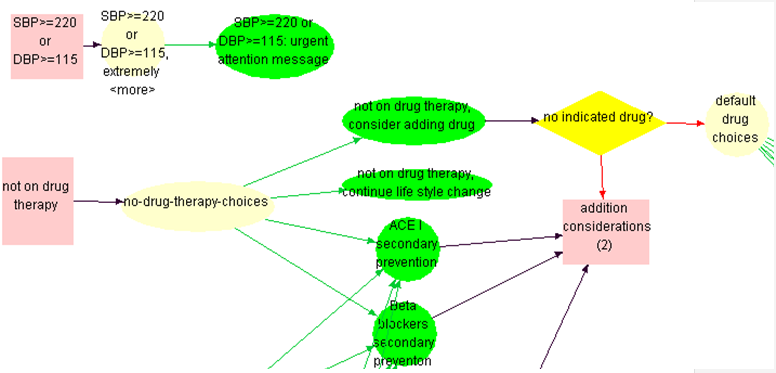 SBP>=220
or
DBP>=115
SBP>=220
or
DBP>=115,
extremely
<more>
SBP>=220 or
DBP>=115: urgent
attention message
not on drug therapy,
consider adding drug
no indicated drug?
default
drug
choices
not on drug
therapy
no-drug-therapy-choices
not on drug therapy,
continue life style change
addition
considerations
(2)
ACE I
secondary
prevention
Beta
blockers
secondary
preventon